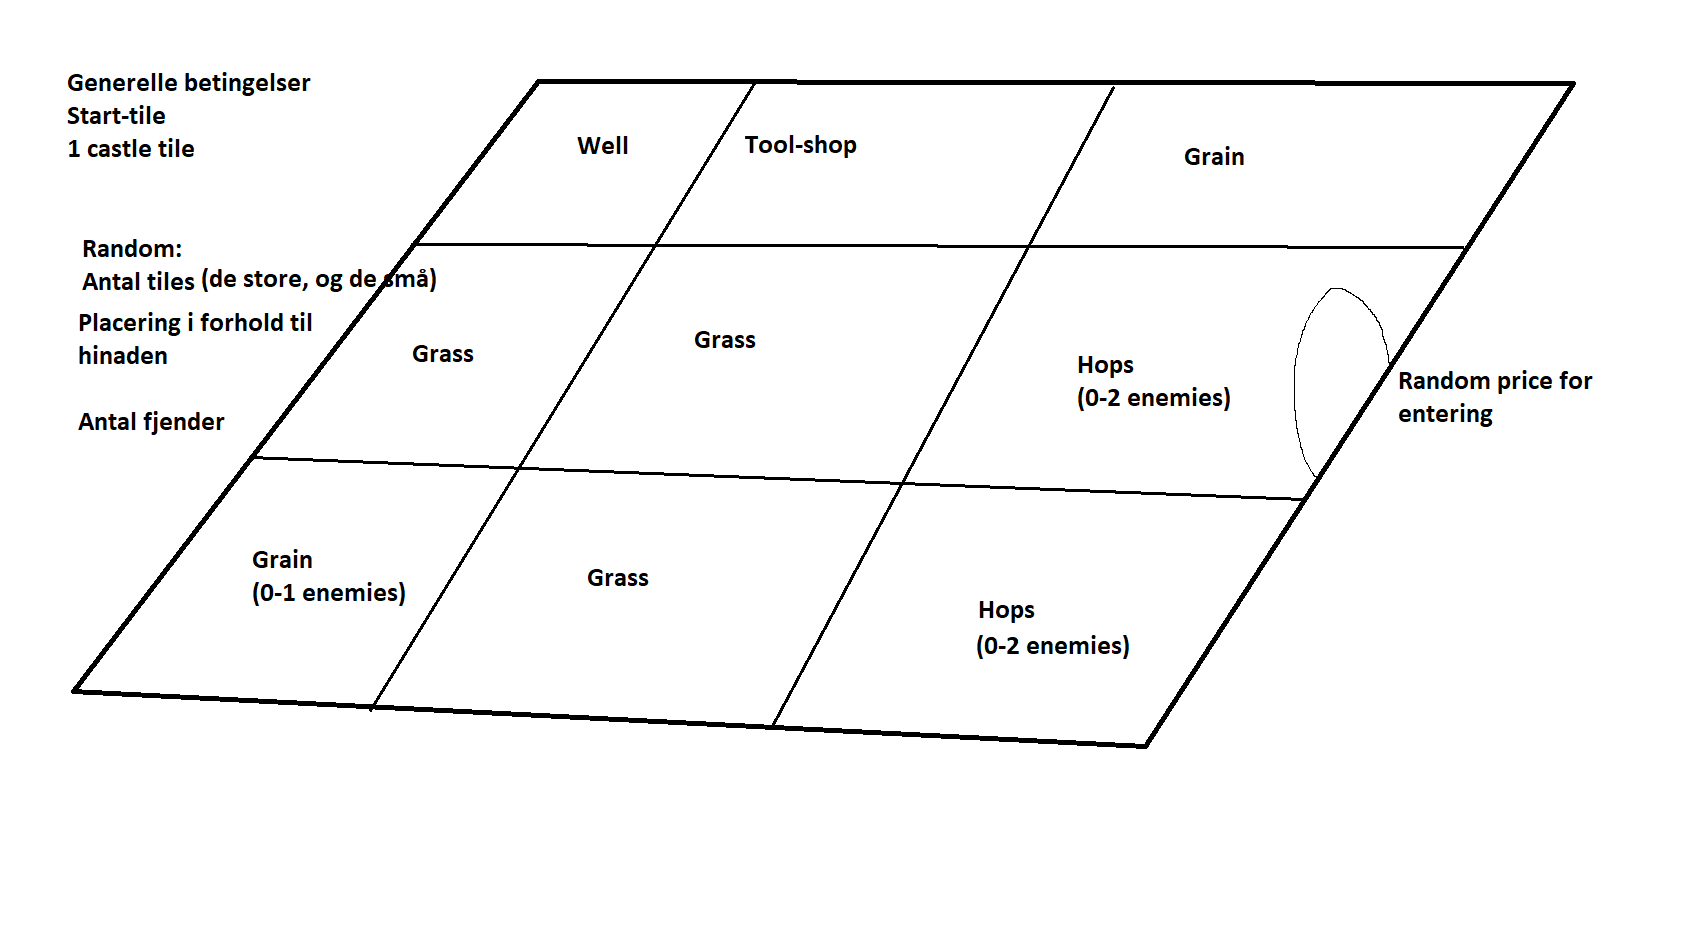 Generelle betingelser
Start-tile
1 castle tile
Random:
Antal tiles (de store, og de små)
Placering i forhold til
hinaden
Antal fjender
Well
Tool-shop
Grain
Grass
Grass
Hops
(0-2 enemies)
Random price for
entering
Grain
(0-1 enemies)
Grass
Hops
(0-2 enemies)